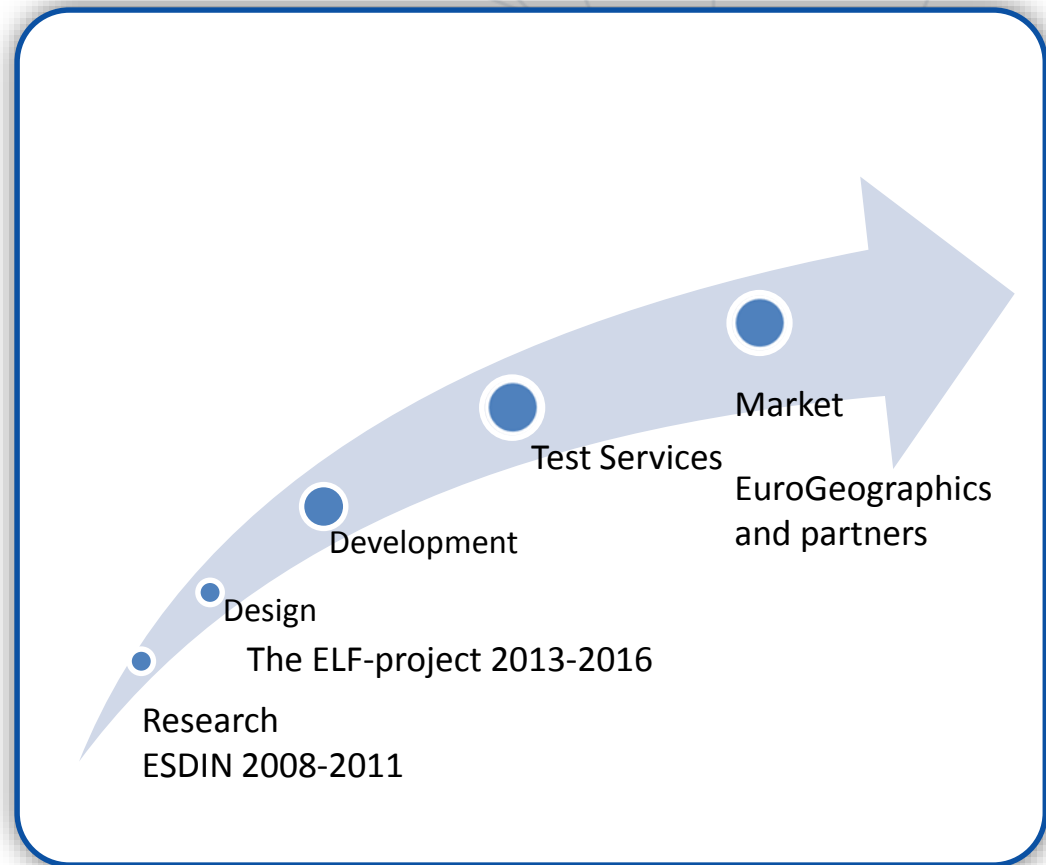 Market
Test Services
EuroGeographics
and partners
Development
Design
The ELF-project 2013-2016
Research
ESDIN 2008-2011